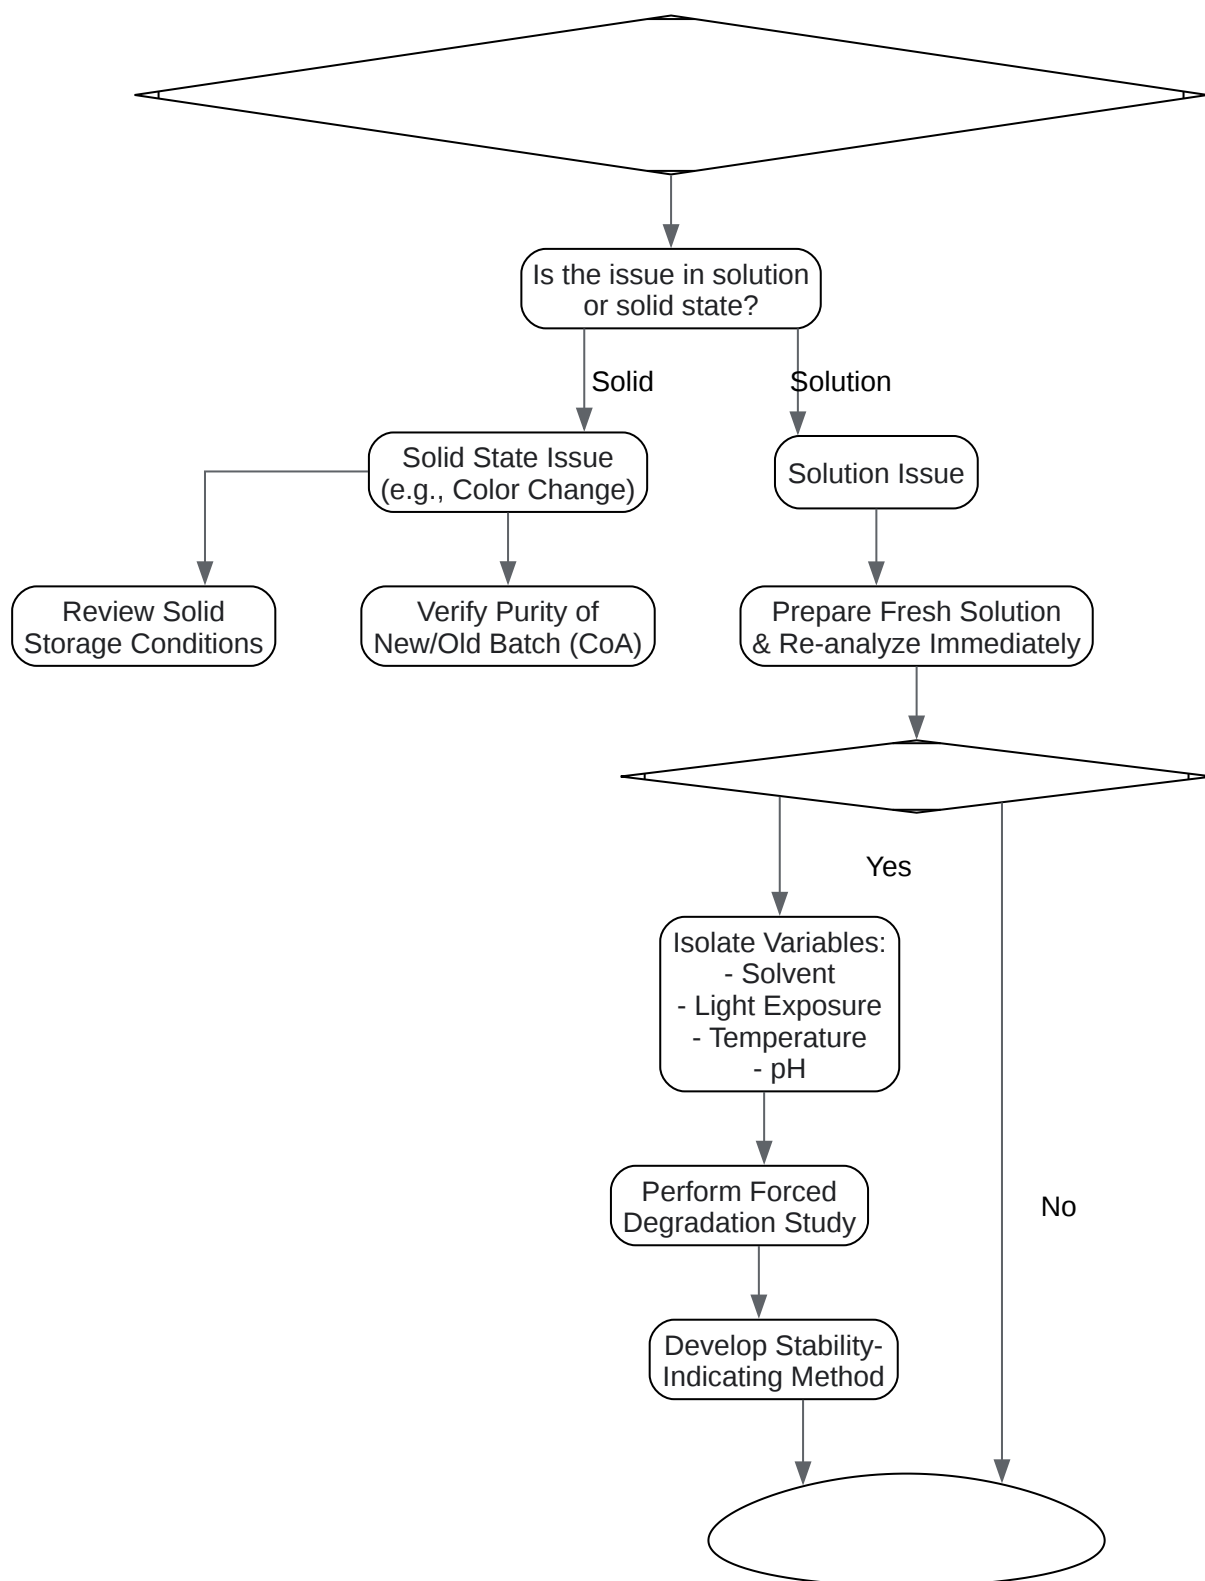 Is the issue in solution
or solid state?
Solid
Solution
Solid State Issue
(e.g., Color Change)
Solution Issue
Review Solid
Storage Conditions
Verify Purity of
New/Old Batch (CoA)
Prepare Fresh Solution
& Re-analyze Immediately
Yes
Isolate Variables:
- Solvent
- Light Exposure
- Temperature
- pH
Perform Forced
Degradation Study
No
Develop Stability-
Indicating Method